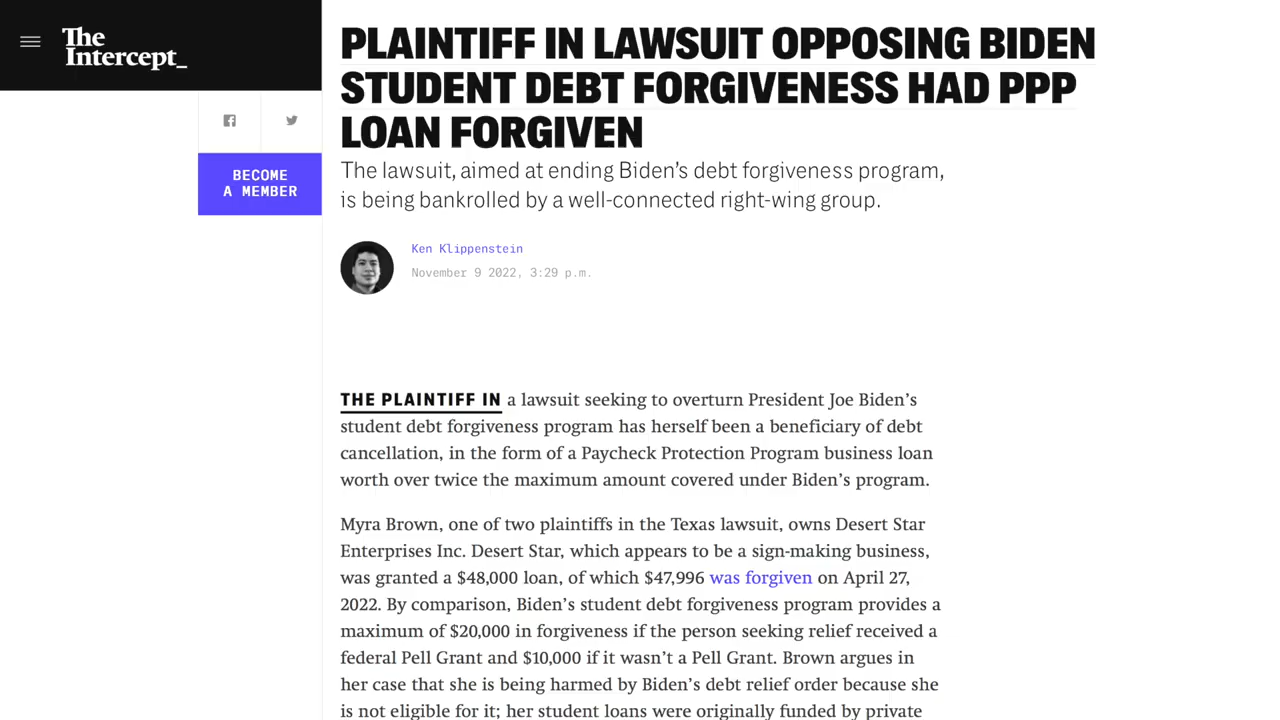 The
Intercept_
BECOME
A MEMBER
PLAINTIFF IN LAWSUIT OPPOSING BIDEN
STUDENT DEBT FORGIVENESS HAD PPP
LOAN FORGIVEN
The lawsuit, aimed at ending Biden’s debt forgiveness program,
is being bankrolled by a well-connected right-wing group.
Ken Klippenstein
November 9 2022, 3:29 p.m.
THE PLAINTIFF IN a lawsuit seeking to overturn President Joe Biden’s
student debt forgiveness program has herself been a beneficiary of debt
cancellation, in the form of a Paycheck Protection Program business loan
worth over twice the maximum amount covered under Biden’s program.
Myra Brown, one of two plaintiffs in the Texas lawsuit, owns Desert Star
Enterprises Inc. Desert Star, which appears to be a sign-making business,
was granted a $48,000 loan, of which $47,996 was forgiven on April 27,
2022. By comparison, Biden’s student debt forgiveness program provides a
maximum of $20,000 in forgiveness if the person seeking relief received a
federal Pell Grant and $10,000 if it wasn’t a Pell Grant. Brown argues in
her case that she is being harmed by Biden’s debt relief order because she
is not eligible for it; her student loans were originally funded by private